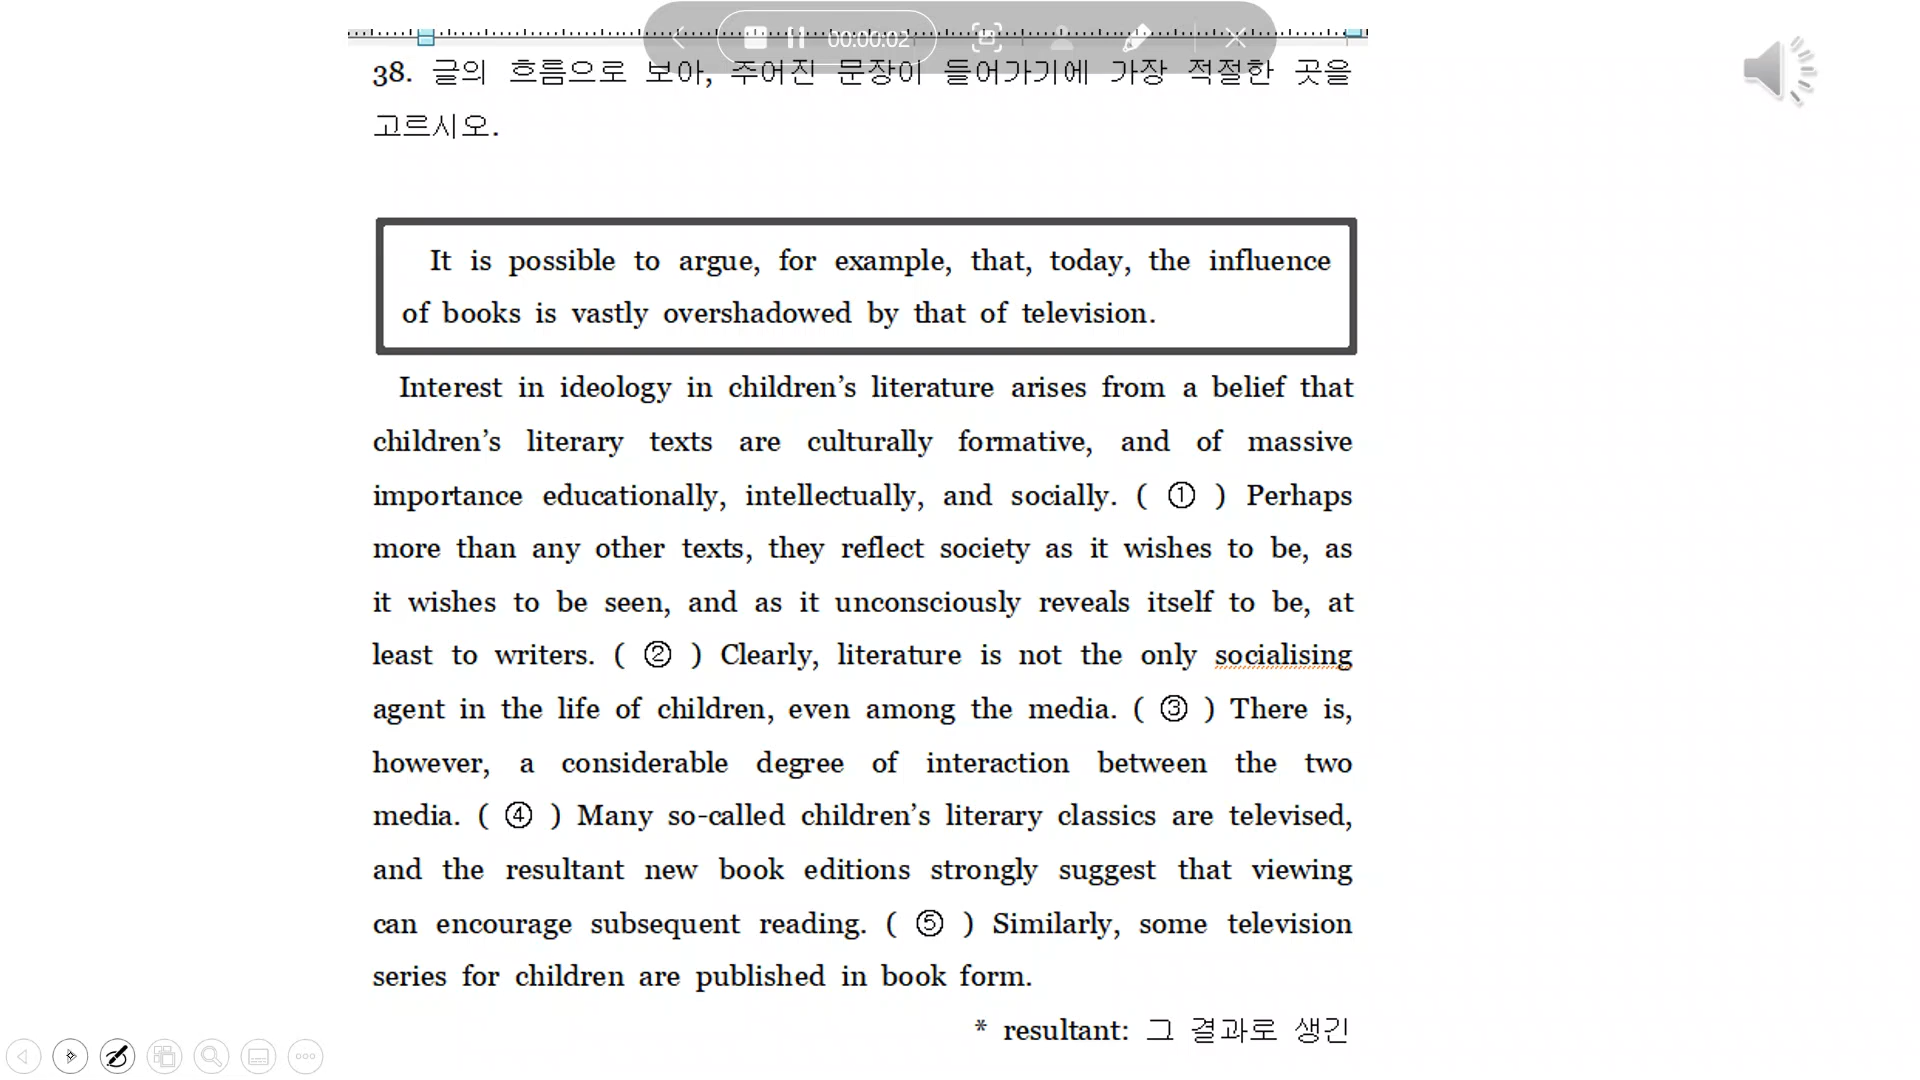 00:00:02
38. 글의 흐름으로 보아, 주어진 문장이 들어가기에 가장 적절한 곳을
고르시오.
It is possible to argue, for example, that, today, the influence
of books is vastly overshadowed by that of television.
Interest in ideology in children’s literature arises from a belief that
children’s literary texts are culturally formative, and of massive
importance educationally, intellectually, and socially. ( ① ) Perhaps
more than any other texts, they reflect society as it wishes to be, as
it wishes to be seen, and as it unconsciously reveals itself to be, at
least to writers. ( ② ) Clearly, literature is not the only socialising
agent in the life of children, even among the media. ( ③ ) There is,
however, a considerable degree of interaction between the two
media. ( ④ ) Many so-called children’s literary classics are televised,
and the resultant new book editions strongly suggest that viewing
can encourage subsequent reading. ( ⑤ ) Similarly, some television
series for children are published in book form.
* resultant: 그 결과로 생긴